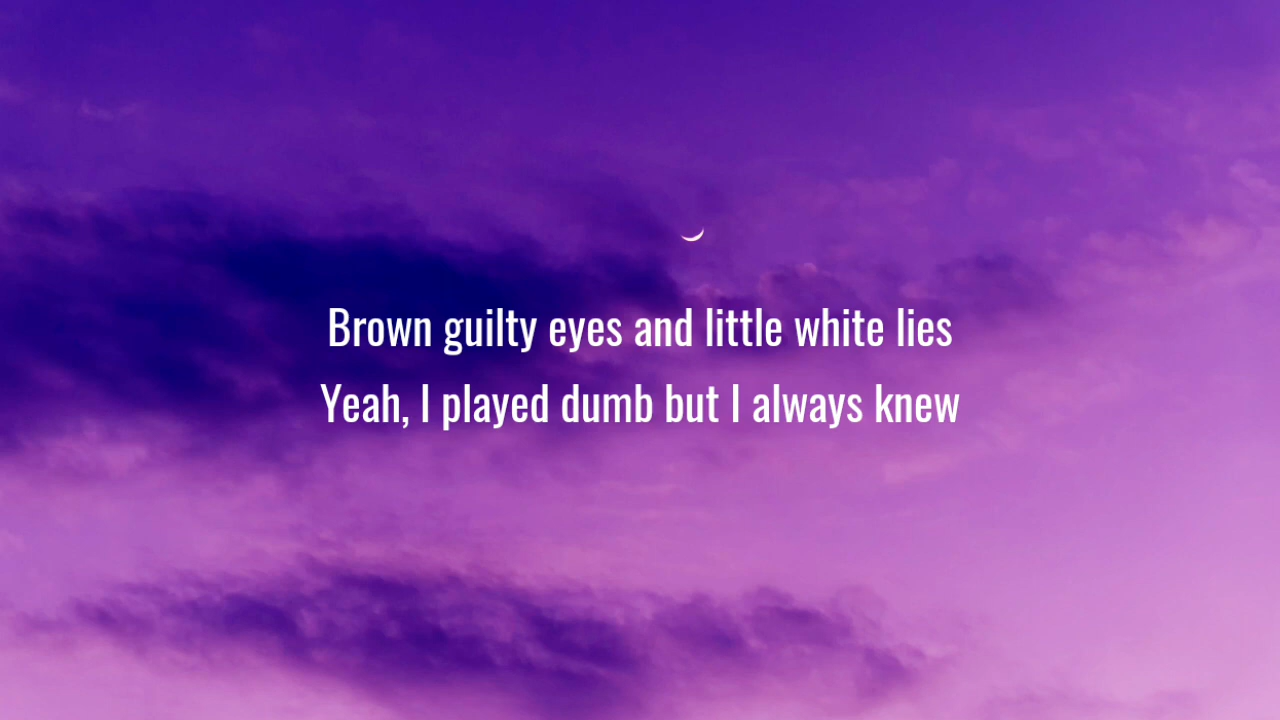 Brown guilty eyes and little white lies
Yeah, I played dumb but I always knew